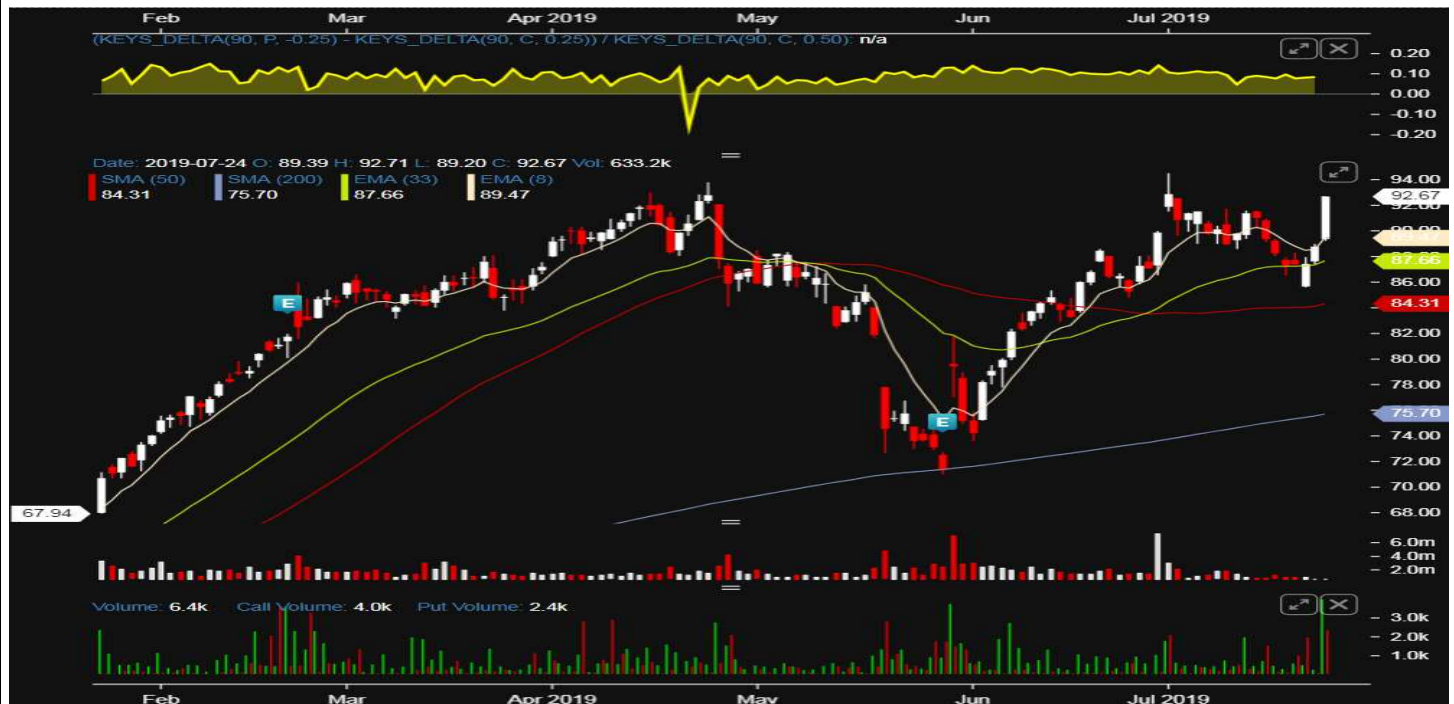 Feb Mar Apr 2019 May Jun Jul 2019
(KEYS_DELTA(90, P, -0.25) - KEYS_DELTA(90, C, 0.25)) / KEYS_DELTA(90, C, 0.50): n/a
0.20
0.10
0.00
-0.10
-0.20
Date: 2019-07-24 O: 89.39 H: 92.71 L: 89.20 C: 92.67 Vol: 633.2k
SMA (50) SMA (200) EMA (33) EMA (8)
84.31 75.70 87.66 89.47
94.00
92.67
92.00
89.47
87.66
86.00
84.31
82.00
80.00
78.00
75.70
74.00
72.00
70.00
68.00
E
E
67.94
6.0m
4.0m
2.0m
Volume: 6.4k Call Volume: 4.0k Put Volume: 2.4k
3.0k
2.0k
1.0k
Feb Mar Apr 2019 May Jun Jul 2019